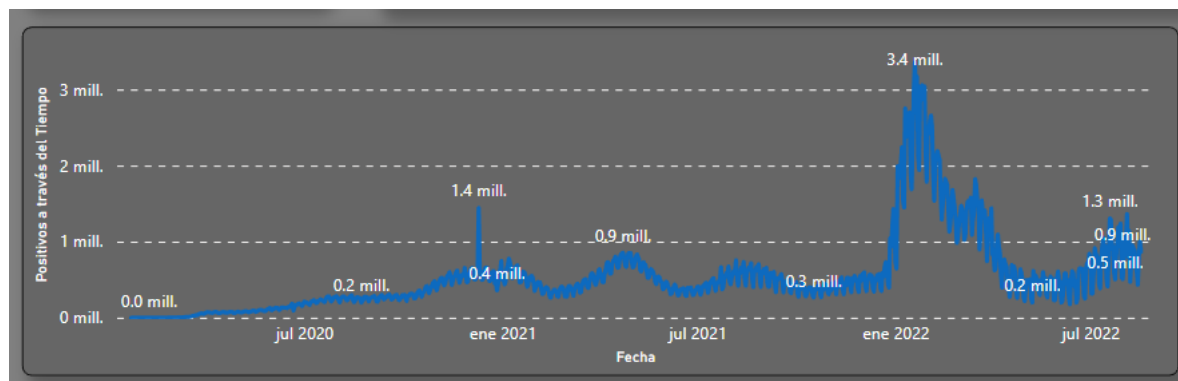 Positivos a través del Tiempo
3 mill.
2 mill.
1 mill.
0 mill.
0.0 mill.
0.2 mill.
1.4 mill.
0.4 mill.
0.9 mill.
0.3 mill.
3.4 mill.
0.2 mill.
1.3 mill.
0.9 mill.
0.5 mill.
jul 2020
ene 2021
jul 2021
ene 2022
jul 2022
Fecha